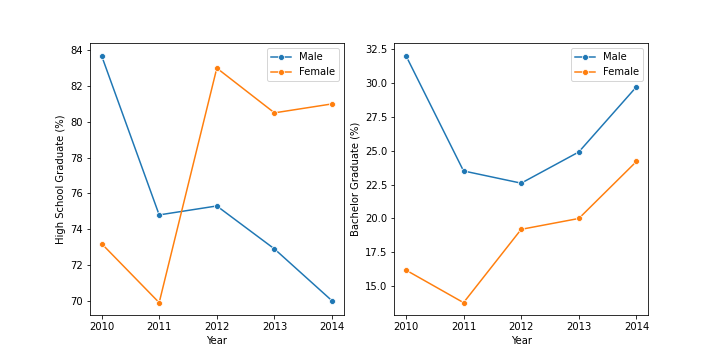 84
82
80
78
76
74
72
70
High School Graduate (%)
2010 2011 2012 2013 2014
Year
Male
Female
32.5
30.0
27.5
25.0
22.5
20.0
17.5
15.0
Bachelor Graduate (%)
2010 2011 2012 2013 2014
Year
Male
Female